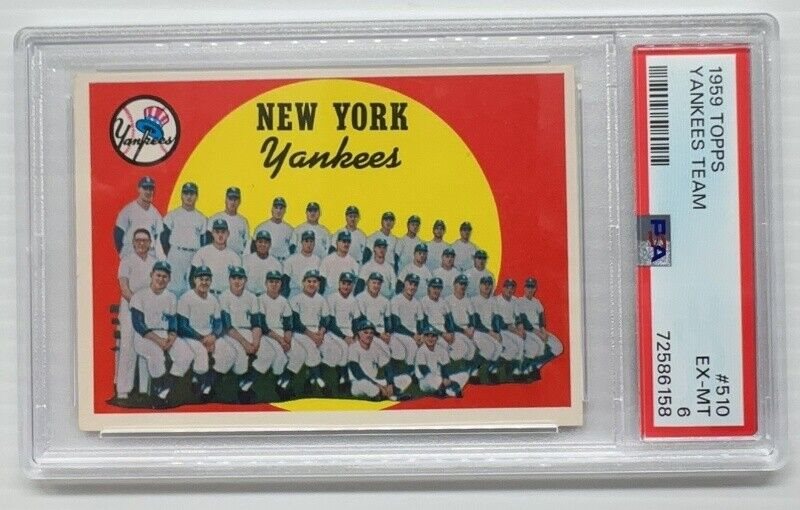 Yankees
NEW YORK
Yankees
1959 TOPPS
YANKEES TEAM
#510
EX-MT
6
72586158
PSA